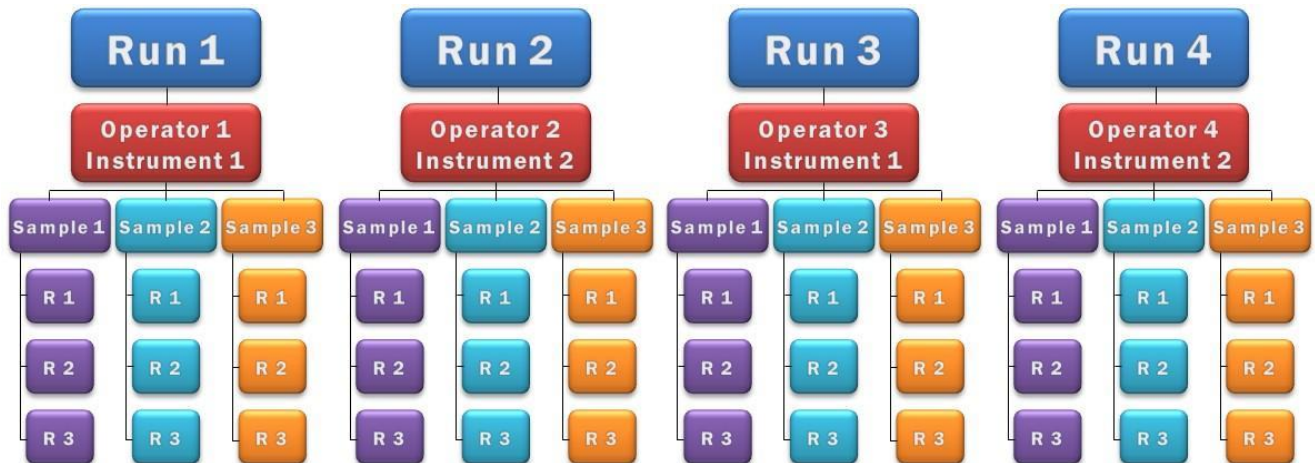 Run 1
Operator 1
Instrument 1
Sample 1
R 1
R 2
R 3
Sample 2
R 1
R 2
R 3
Sample 3
R 1
R 2
R 3
Run 2
Operator 2
Instrument 2
Sample 1
R 1
R 2
R 3
Sample 2
R 1
R 2
R 3
Sample 3
R 1
R 2
R 3
Run 3
Operator 3
Instrument 1
Sample 1
R 1
R 2
R 3
Sample 2
R 1
R 2
R 3
Sample 3
R 1
R 2
R 3
Run 4
Operator 4
Instrument 2
Sample 1
R 1
R 2
R 3
Sample 2
R 1
R 2
R 3
Sample 3
R 1
R 2
R 3